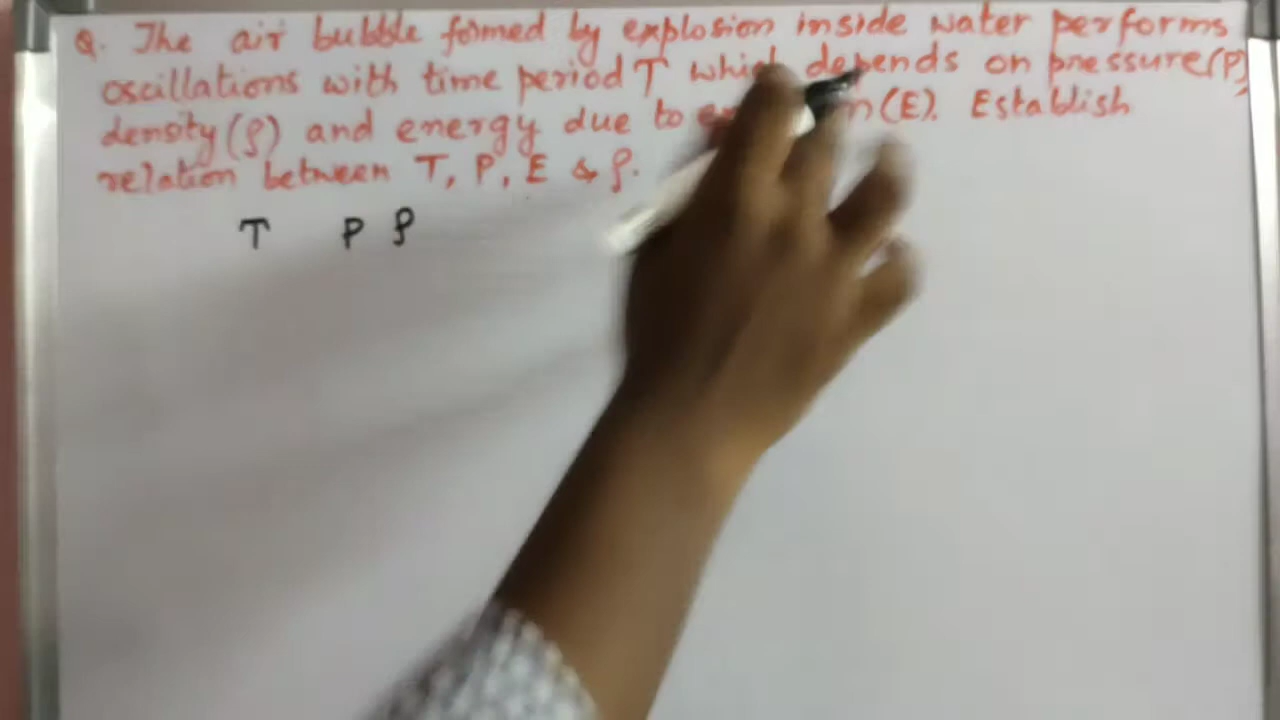 Q. The air bubble formed by explosion inside water performs
oscillations with time period T which depends on pressure(P),
density(ρ) and energy due to (E). Establish
relation between T, P, E & ρ.
T P ρ